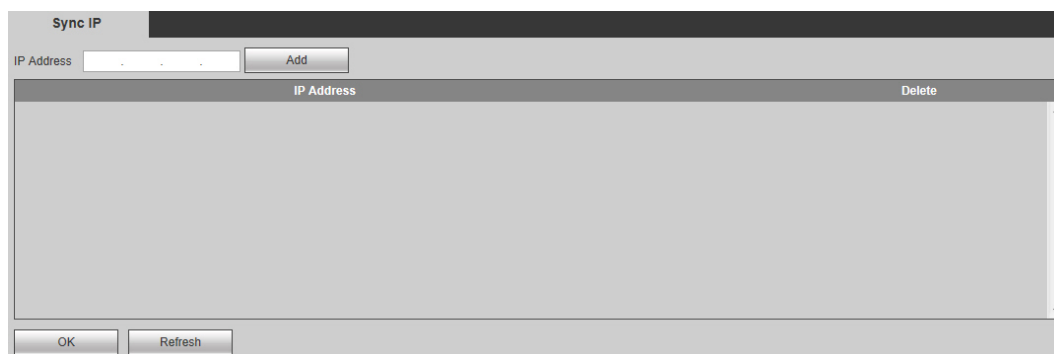 Sync IP
IP Address . . . Add
IP Address Delete
OK Refresh